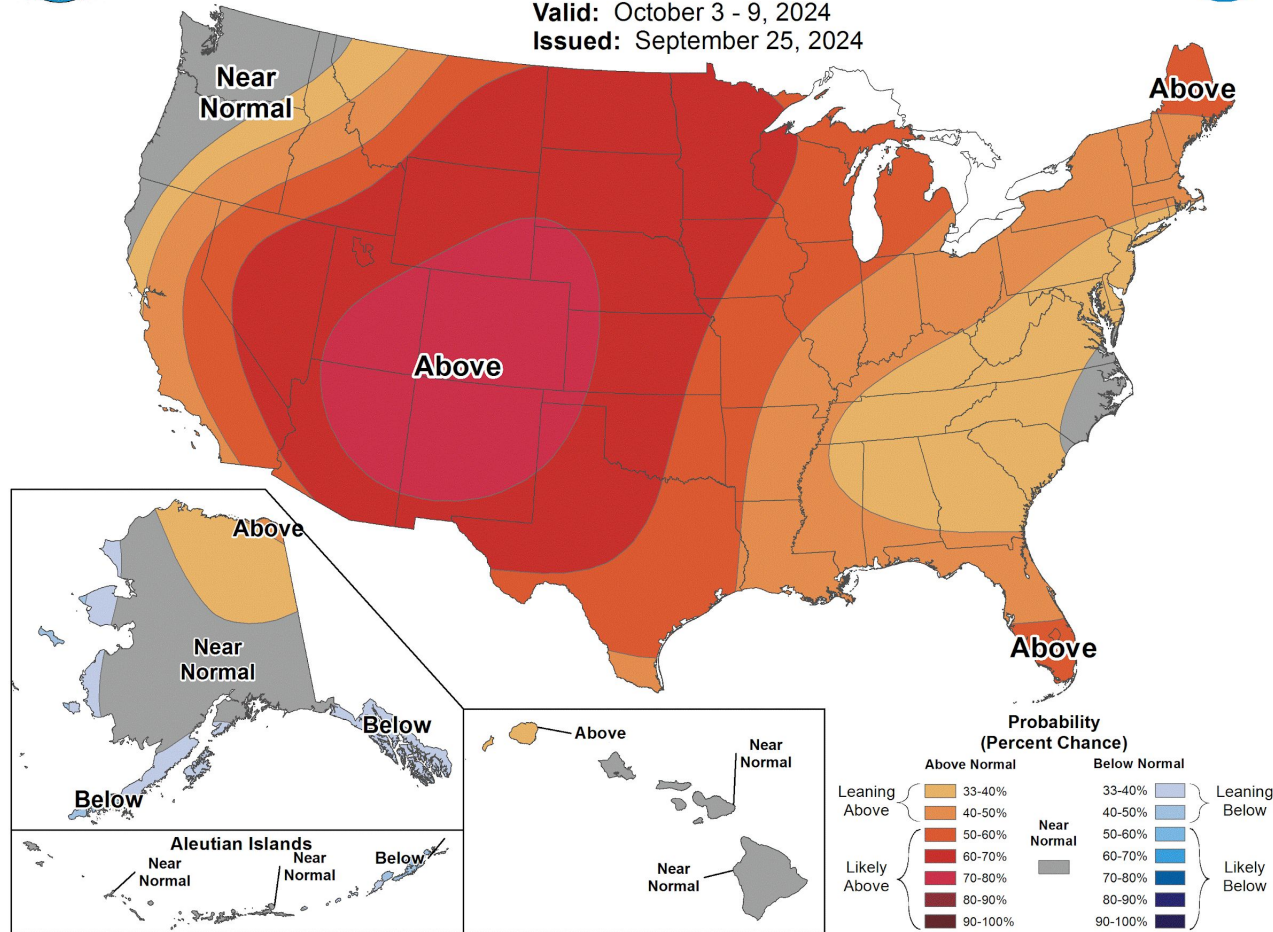 Valid: October 3 - 9, 2024
Issued: September 25, 2024
Near
Normal
Above
Above
Above
Above
Near
Normal
Below
Below
Aleutian Islands
Near
Normal
Near
Normal
Below
Above
Near
Normal
Near
Normal
Probability
(Percent Chance)
Above Normal
Below Normal
Leaning
Above
33-40%
40-50%
Likely
Above
50-60%
60-70%
70-80%
80-90%
90-100%
Near
Normal
33-40%
40-50%
Leaning
Below
50-60%
60-70%
70-80%
80-90%
90-100%
Likely
Below